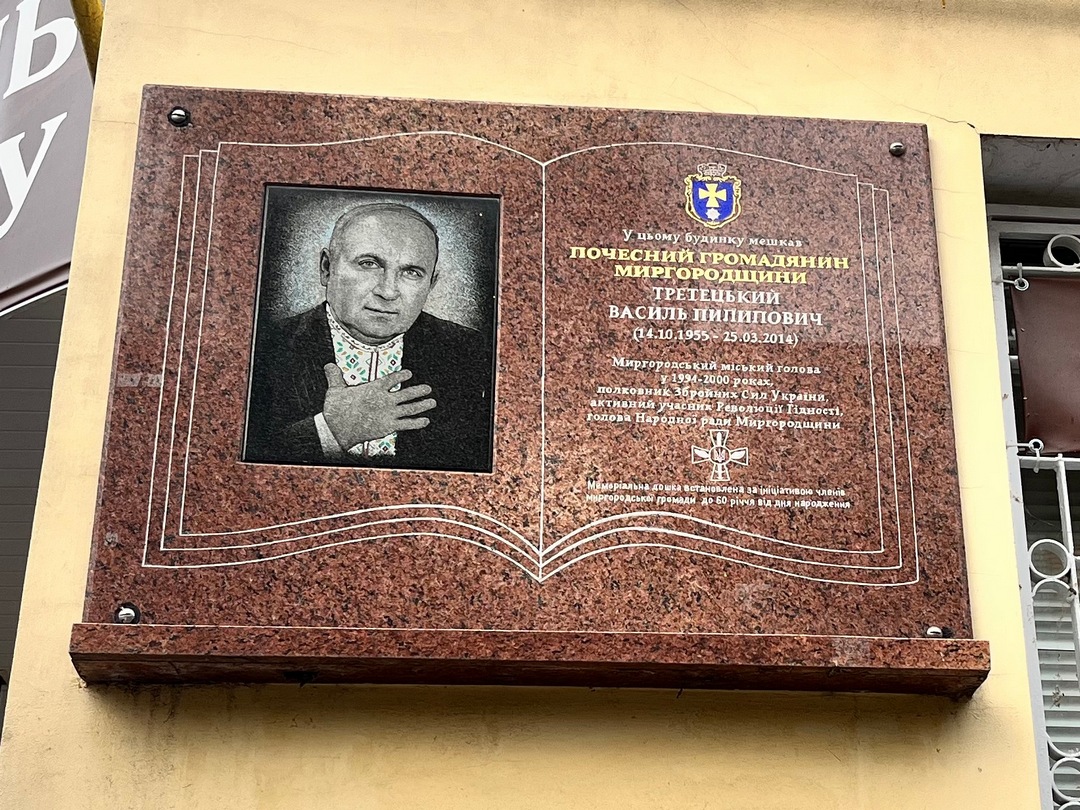 нь
у
У цьому будинку мешкав
ПОЧЕСНИЙ ГРОМАДЯНИН
МИРГОРОДЩИНИ
ТРЕТЕЦЬКИЙ
ВАСИЛЬ ПИЛИПОВИЧ
(14.10.1955 - 25.03.2014)
Миргородський міський голова
у 1994-2000 роках,
полковник Збройних Сил України,
активний учасник Революції Гідності,
голова Народної ради Миргородщини
Меморіальна дошка встановлена за ініціативою членів
миргородської громади до 60 річчя від дня народження